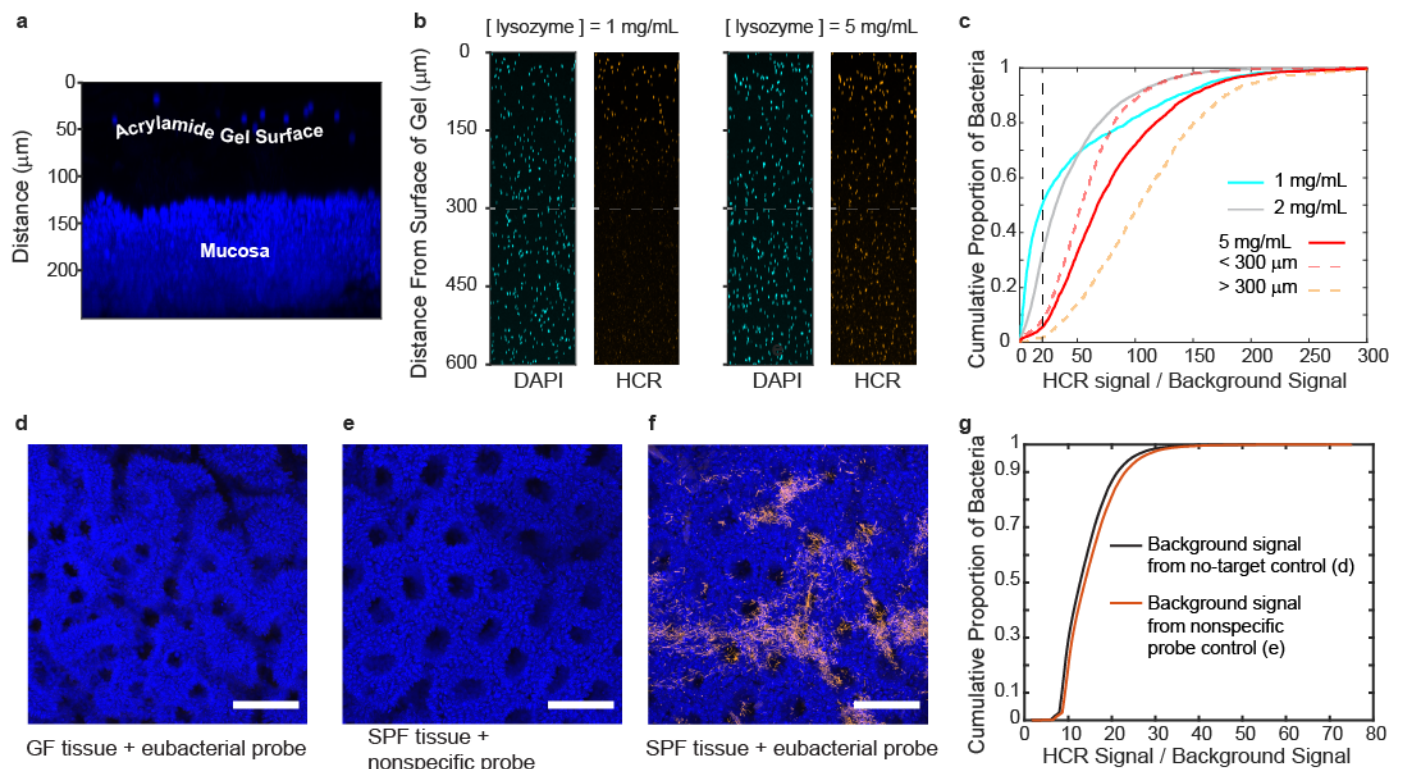 a
Distance (µm)
0
50
100
150
200
Acrylamide Gel Surface
Mucosa
b
[ lysozyme ] = 1 mg/mL
[ lysozyme ] = 5 mg/mL
Distance From Surface of Gel (µm)
0
150
300
450
600
DAPI
HCR
DAPI
HCR
c
Cumulative Proportion of Bacteria
1
0.8
0.6
0.4
0.2
0
1 mg/mL
2 mg/mL
5 mg/mL
< 300 µm
> 300 µm
0 20 50 100 150 200 250 300
HCR signal / Background Signal
d
GF tissue + eubacterial probe
e
SPF tissue +
nonspecific probe
f
SPF tissue + eubacterial probe
g
Cumulative Proportion of Bacteria
1
0.9
0.7
0.5
0.3
0.1
0
Background signal
from no-target control (d)
Background signal
from nonspecific
probe control (e)
0 10 20 30 40 50 60 70 80
HCR Signal / Background Signal